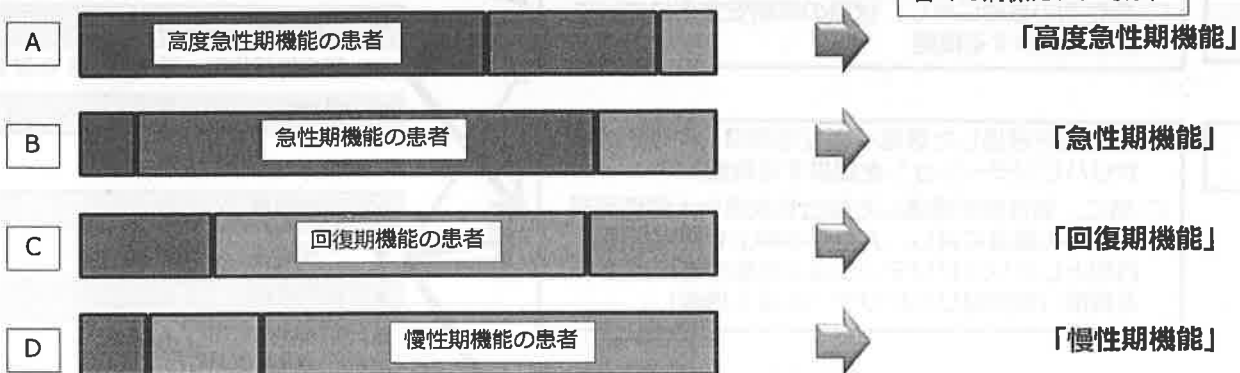 A
高度急性期機能の患者
「高度急性期機能」
B
急性期機能の患者
「急性期機能」
C
回復期機能の患者
「回復期機能」
D
慢性期機能の患者
「慢性期機能」